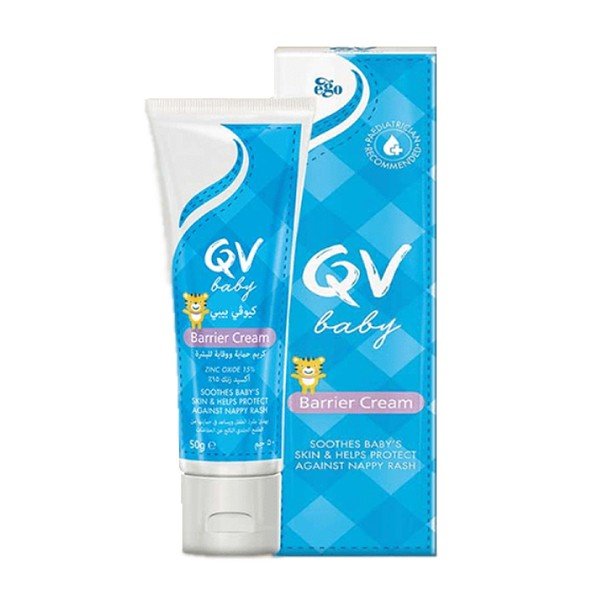 QV
baby
كيوڤي بيبي
Barrier Cream
كريم حماية ووقاية للبشرة
ZINC OXIDE 15%
أكسيد زنك ١٥٪
SOOTHES BABY'S
SKIN & HELPS PROTECT
AGAINST NAPPY RASH
50g e
٥٠ جم
ego
PAEDIATRICIAN
RECOMMENDED
QV
baby
Barrier Cream
SOOTHES BABY'S
SKIN & HELPS PROTECT
AGAINST NAPPY RASH